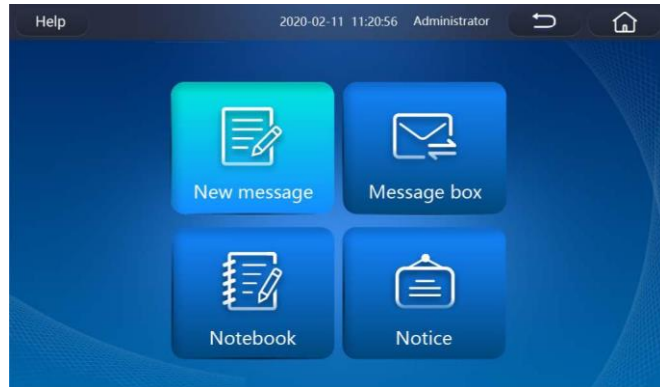 Help 2020-02-11 11:20:56 Administrator
New message Message box
Notebook Notice